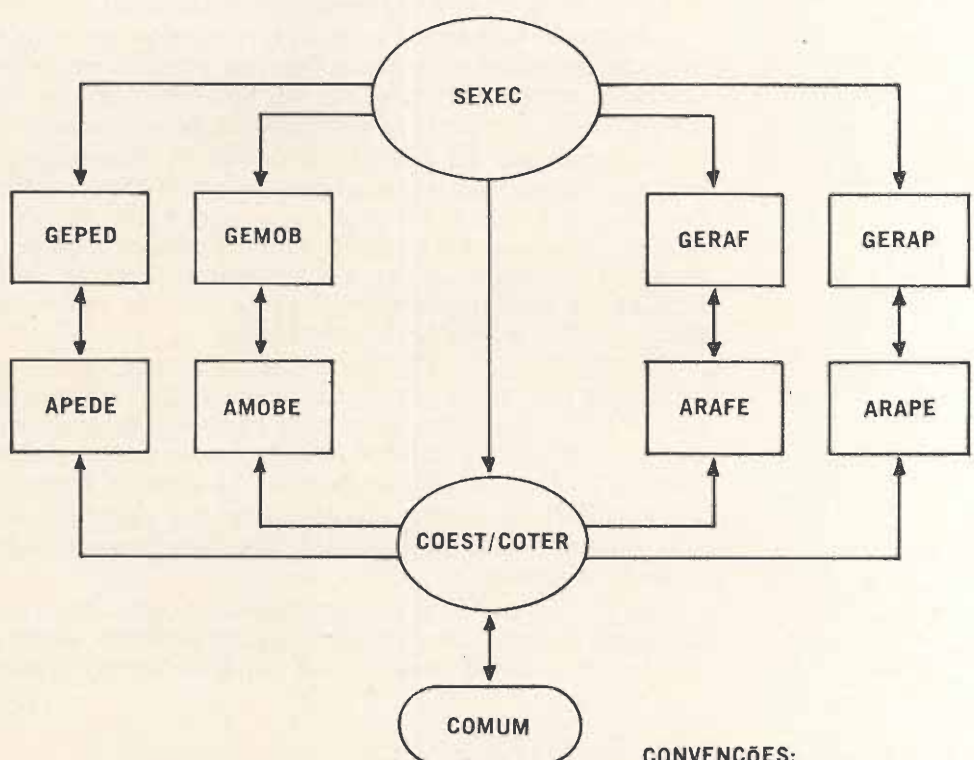 SEXEC
GEPED GEMOB GERAF GERAP
APEDE AMOBE ARAFE ARAPE
COEST/COTER
COMUM
CONVENÇÕES: